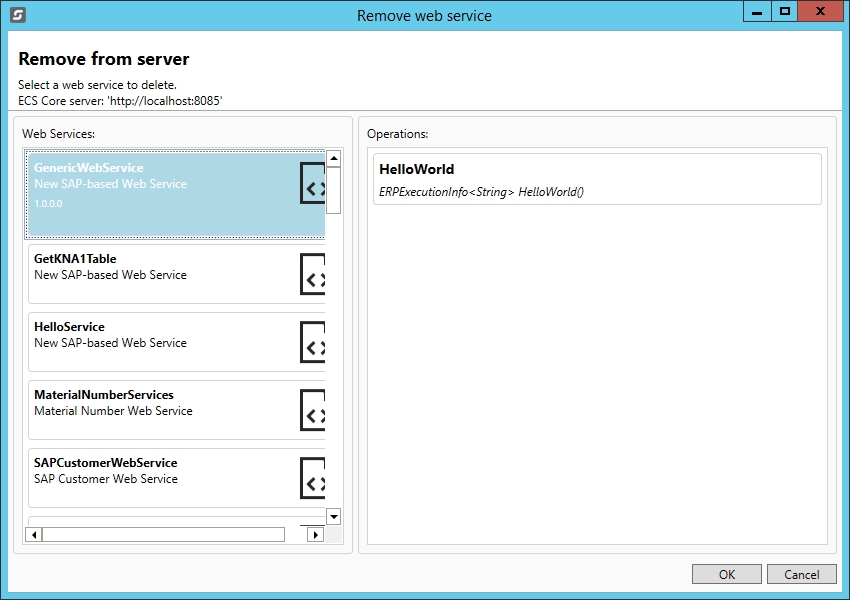 Remove web service
Remove from server
Select a web service to delete.
ECS Core server: 'http://localhost:8085'
Web Services:
GenericWebService
New SAP-based Web Service
1.0.0.0
GetKNA1Table
New SAP-based Web Service
HelloService
New SAP-based Web Service
MaterialNumberServices
Material Number Web Service
SAPCustomerWebService
SAP Customer Web Service
Operations:
HelloWorld
ERPExecutionInfo<String> HelloWorld()
OK
Cancel